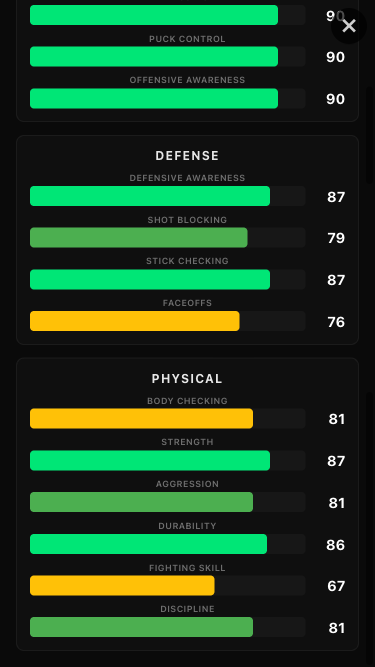 90
PUCK CONTROL
90
OFFENSIVE AWARENESS
90
DEFENSE
DEFENSIVE AWARENESS
87
SHOT BLOCKING
79
STICK CHECKING
87
FACEOFFS
76
PHYSICAL
BODY CHECKING
81
STRENGTH
87
AGGRESSION
81
DURABILITY
86
FIGHTING SKILL
67
DISCIPLINE
81